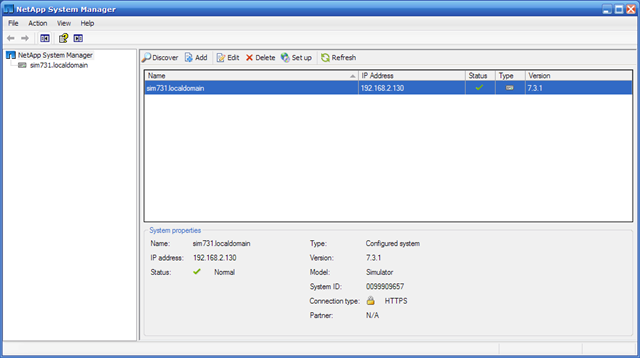 NetApp System Manager
File Action View Help
NetApp System Manager
sim731.localdomain
Discover Add Edit Delete Set up Refresh
Name IP Address Status Type Version
sim731.localdomain 192.168.2.130 7.3.1
System properties
Name: sim731.localdomain Type: Configured system
IP address: 192.168.2.130 Version: 7.3.1
Status: Normal Model: Simulator
System ID: 0099909657
Connection type: HTTPS
Partner: N/A